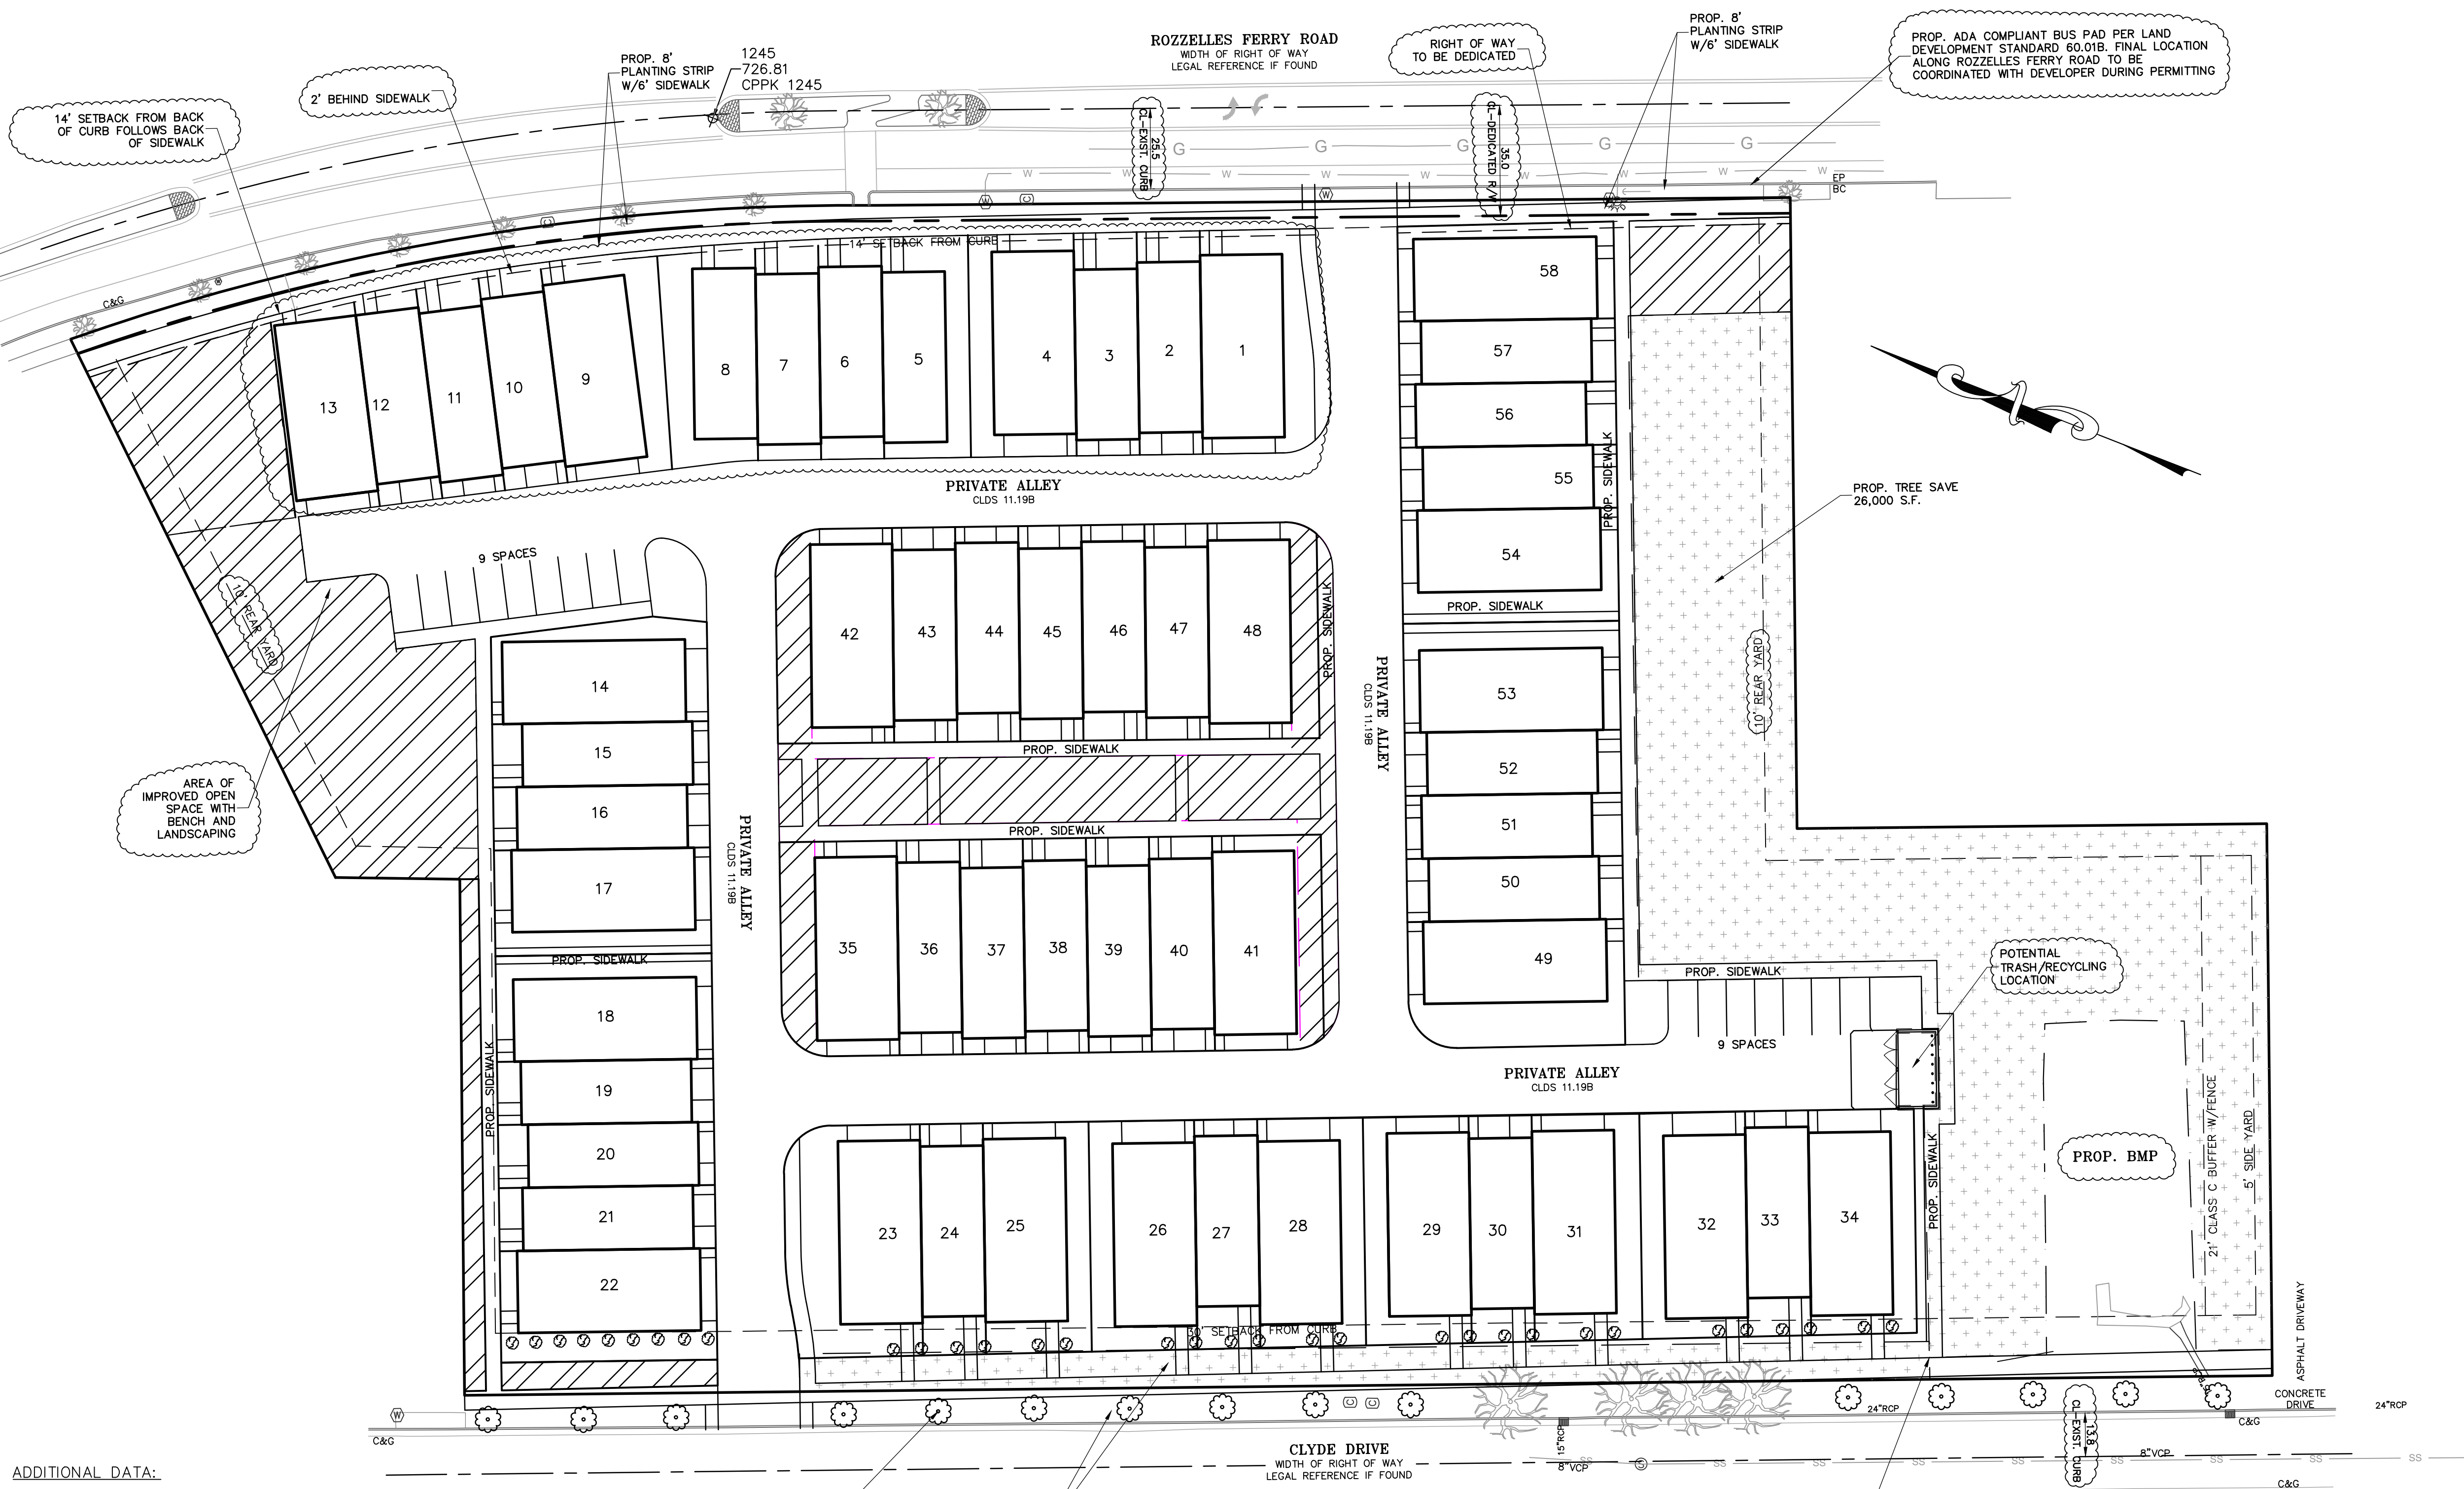 ROZZELLES FERRY ROAD
WIDTH OF RIGHT OF WAY
LEGAL REFERENCE IF FOUND
PROP. 8'
PLANTING STRIP
W/6' SIDEWALK
1245
726.81
CPPK 1245
RIGHT OF WAY
TO BE DEDICATED
PROP. 8'
PLANTING STRIP
W/6' SIDEWALK
PROP. ADA COMPLIANT BUS PAD PER LAND
DEVELOPMENT STANDARD 60.01B. FINAL LOCATION
ALONG ROZZELLES FERRY ROAD TO BE
COORDINATED WITH DEVELOPER DURING PERMITTING
2' BEHIND SIDEWALK
14' SETBACK FROM BACK
OF CURB FOLLOWS BACK
OF SIDEWALK
25.5
CL-EXIST. CURB
35.0
CL-DEDICATED R/W
G
G
G
G
G
W
W
W
W
W
W
W
W
W
W
W
C
C
EP
BC
C&G
14' SETBACK FROM CURB
13
12
11
10
9
8
7
6
5
4
3
2
1
58
57
56
55
54
PROP. SIDEWALK
PROP. SIDEWALK
PRIVATE ALLEY
CLDS 11.19B
9 SPACES
10' REAR YARD
PROP. TREE SAVE
26,000 S.F.
10' REAR YARD
42
43
44
45
46
47
48
PROP. SIDEWALK
PROP. SIDEWALK
PROP. SIDEWALK
PRIVATE ALLEY
CLDS 11.19B
PRIVATE ALLEY
CLDS 11.19B
53
52
51
50
49
AREA OF
IMPROVED OPEN
SPACE WITH
BENCH AND
LANDSCAPING
14
15
16
17
PROP. SIDEWALK
18
19
20
21
22
PROP. SIDEWALK
35
36
37
38
39
40
41
PROP. SIDEWALK
POTENTIAL
TRASH/RECYCLING
LOCATION
9 SPACES
PRIVATE ALLEY
CLDS 11.19B
23
24
25
26
27
28
29
30
31
32
33
34
PROP. SIDEWALK
PROP. BMP
21' CLASS C BUFFER W/FENCE
5' SIDE YARD
30' SETBACK FROM CURB
ASPHALT DRIVEWAY
CONCRETE
DRIVE
24"RCP
24"RCP
15"RCP
C&G
C&G
C&G
W
C
C
13.8
CL-EXIST. CURB
CLYDE DRIVE
WIDTH OF RIGHT OF WAY
LEGAL REFERENCE IF FOUND
8"VCP
8"VCP
S
SS
SS
SS
SS
SS
SS
SS
SS
SS
ADDITIONAL DATA: